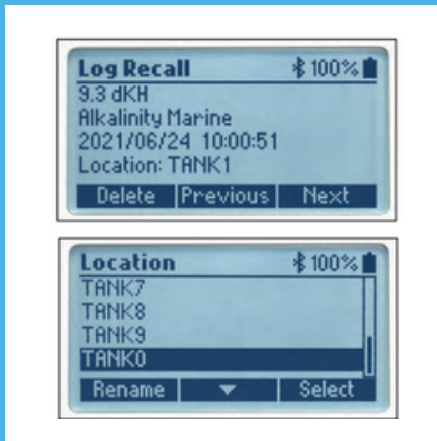 Log Recall 100%
9.3 dKH
Alkalinity Marine
2021/06/24 10:00:51
Location: TANK1
Delete Previous Next
Location 100%
TANK7
TANK8
TANK9
TANK0
Rename Select